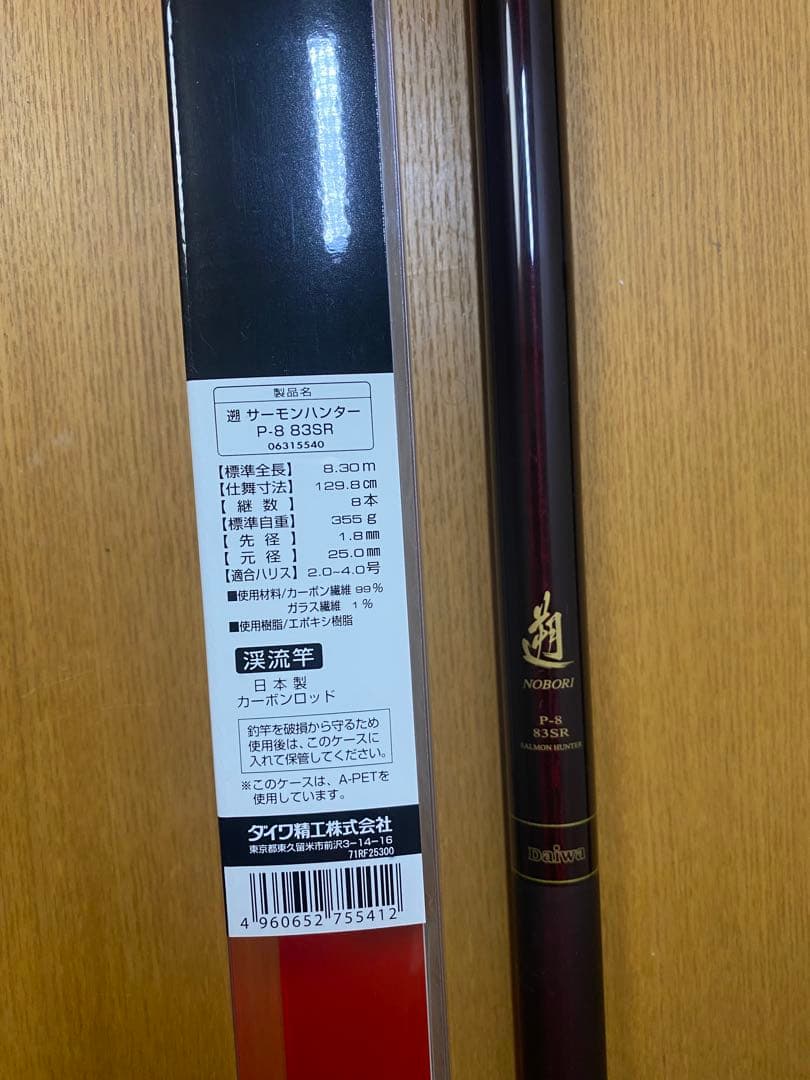 製品名
遡 サーモンハンター
P-8 83SR
06315540
【標準全長】 8.30m
【仕舞寸法】 129.8cm
【継数】 8本
【標準自重】 355g
【先径】 1.8mm
【元径】 25.0mm
【適合ハリス】 2.0~4.0号
■使用材料/カーボン繊維 99%
ガラス繊維 1%
■使用樹脂/エポキシ樹脂
渓流竿
日本製
カーボンロッド
釣竿を破損から守るため
使用後は、このケースに
入れて保管してください。
※このケースは、A-PETを
使用しています。
ダイワ精工株式会社
東京都東久留米市前沢3-14-16
71RF25300
4 960652 755412
遡
NOBORI
P-8
83SR
SALMON HUNTER
Daiwa